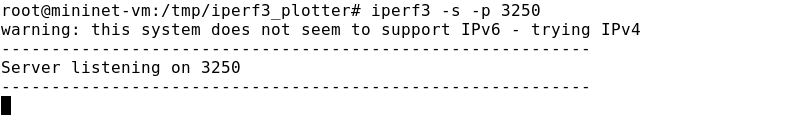 root@mininet-vm:/tmp/iperf3_plotter# iperf3 -s -p 3250
warning: this system does not seem to support IPv6 - trying IPv4
-----------------------------------------------------------
Server listening on 3250
-----------------------------------------------------------